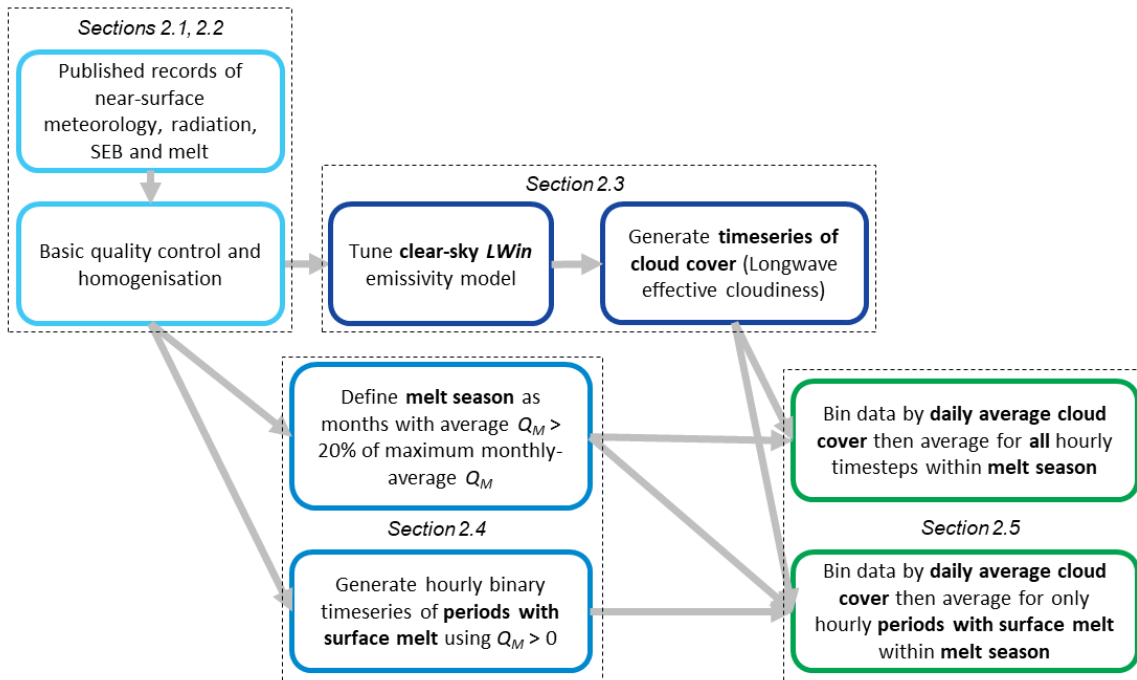 Sections 2.1, 2.2
Published records of
near-surface
meteorology, radiation,
SEB and melt
Basic quality control and
homogenisation
Section 2.3
Tune clear-sky LWin
emissivity model
Generate timeseries of
cloud cover (Longwave
effective cloudiness)
Define melt season as
months with average QM >
20% of maximum monthly-
average QM
Section 2.4
Generate hourly binary
timeseries of periods with
surface melt using QM > 0
Bin data by daily average cloud
cover then average for all hourly
timesteps within melt season
Section 2.5
Bin data by daily average cloud
cover then average for only
hourly periods with surface melt
within melt season